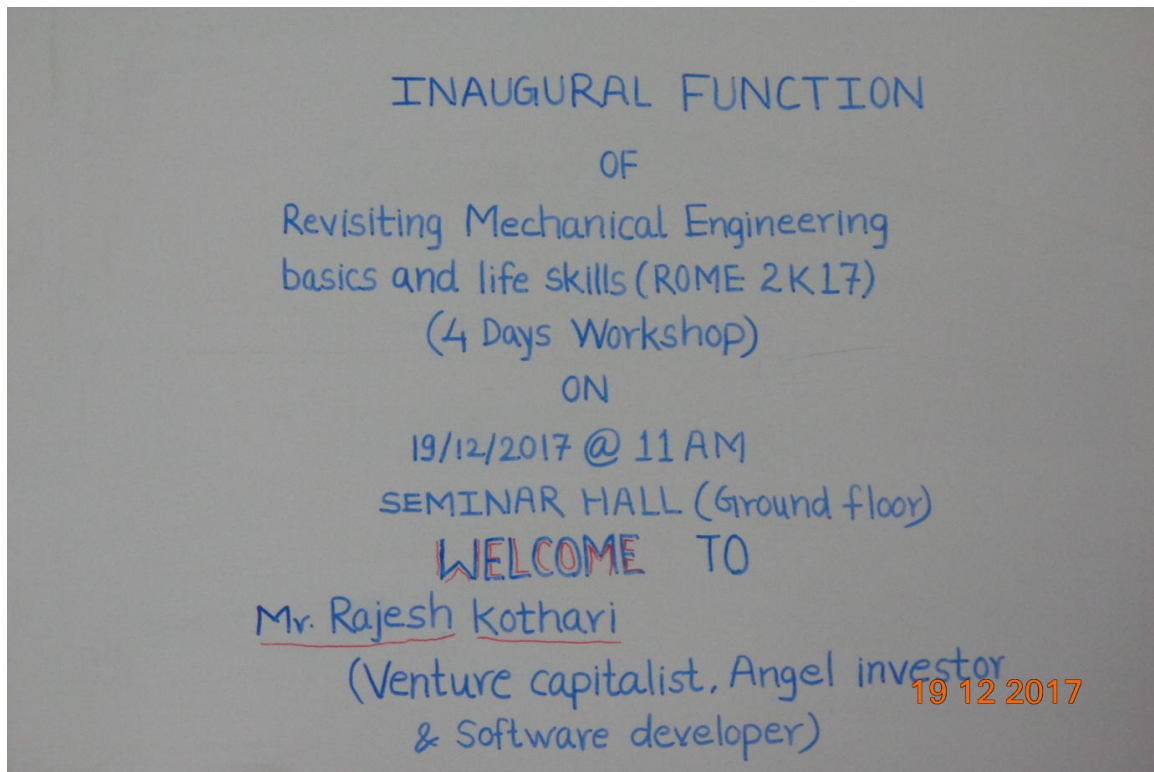 INAUGURAL FUNCTION
OF
Revisiting Mechanical Engineering
basics and life skills (ROME 2K17)
(4 Days Workshop)
ON
19/12/2017 @ 11 AM
SEMINAR HALL (Ground floor)
WELCOME TO
Mr. Rajesh Kothari
(Venture capitalist, Angel investor
19 12 2017
& Software developer)